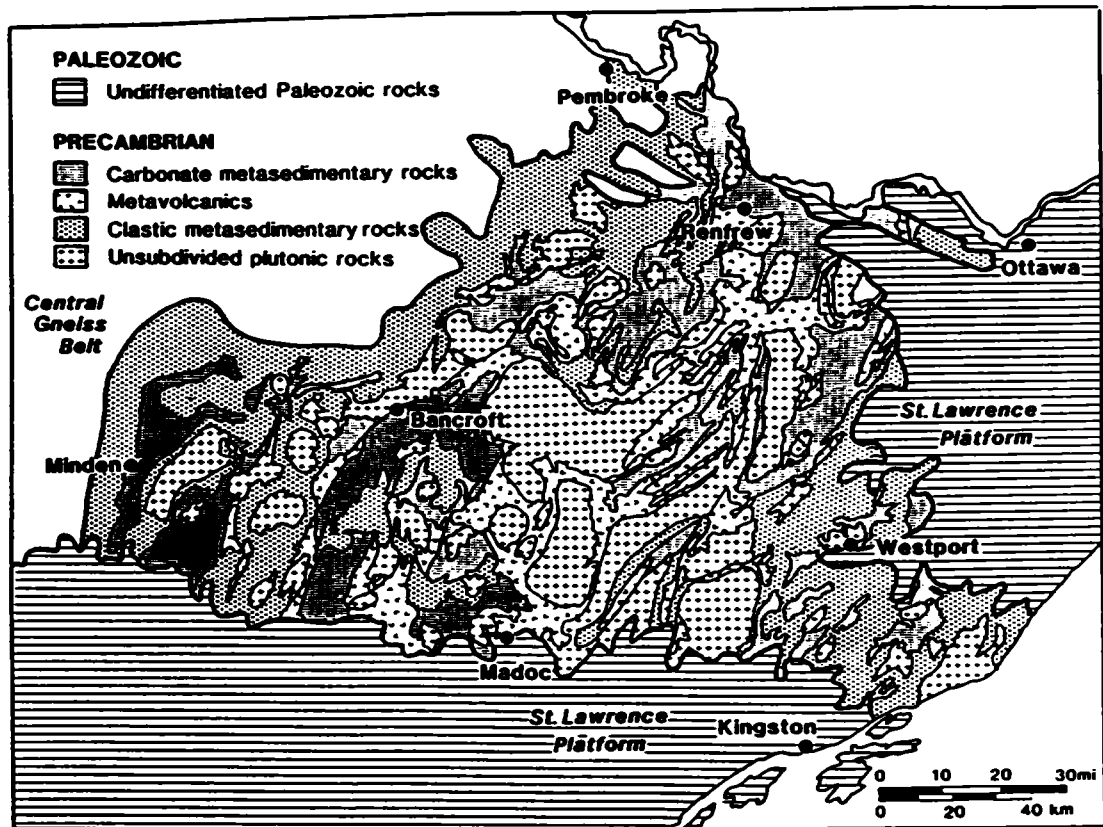 PALEOZOIC
Undifferentiated Paleozoic rocks
PRECAMBRIAN
Carbonate metasedimentary rocks
Metavolcanics
Clastic metasedimentary rocks
Unsubdivided plutonic rocks
Pembroke
Renfrew
Ottawa
Central
Gneiss
Belt
Bancroft
St. Lawrence
Platform
Minden
Westport
Madoc
St. Lawrence
Platform
Kingston
0 10 20 30mi
0 20 40 km